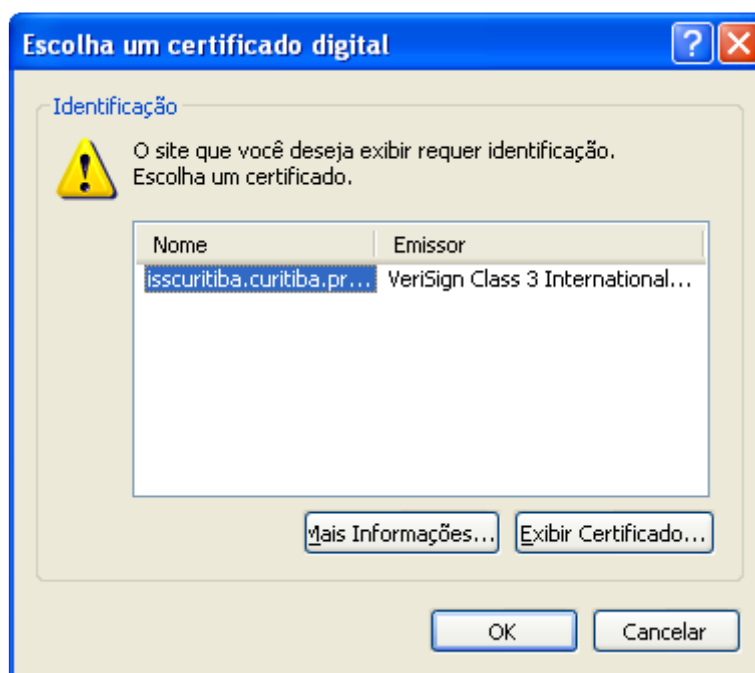 Escolha um certificado digital
Identificação
O site que você deseja exibir requer identificação.
Escolha um certificado.
Nome Emissor
isscuritiba.curitiba.pr... VeriSign Class 3 International...
Mais Informações... Exibir Certificado...
OK Cancelar